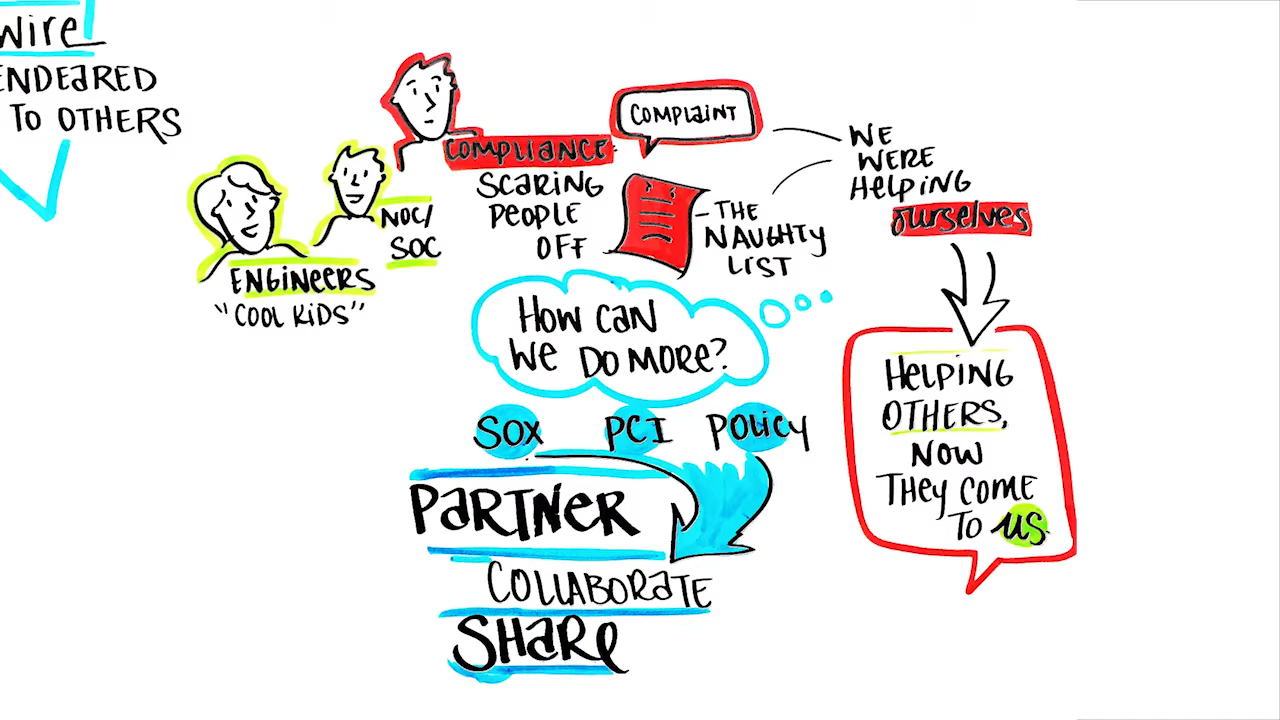 WIRE
ENDEARED
TO OTHERS
ENGINEERS
"COOL KIDS"
NOC/
SOC
COMPLIANCE
SCARING
PEOPLE
OFF
COMPLAINT
THE
NAUGHTY
LIST
WE
WERE
HELPING
OURSELVES
HOW CAN
WE DO MORE?
SOX PCI POLICY
PARTNER
COLLABORATE
SHARE
HELPING
OTHERS,
NOW
THEY COME
TO US